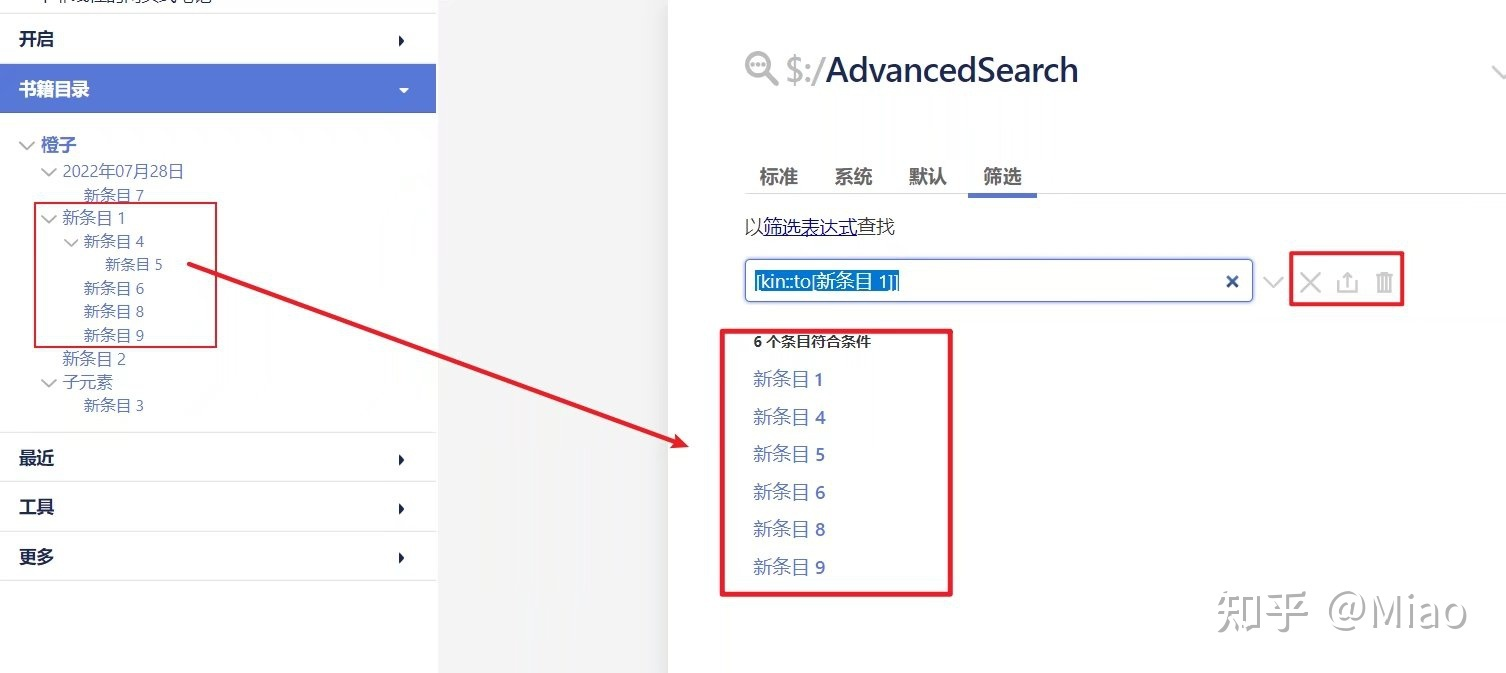 开启
书籍目录
橙子
2022年07月28日
新条目 7
新条目 1
新条目 4
新条目 5
新条目 6
新条目 8
新条目 9
新条目 2
子元素
新条目 3
最近
工具
更多
$:/AdvancedSearch
标准 系统 默认 筛选
以筛选表达式查找
[kin::to[新条目 1]]
6 个条目符合条件
新条目 1
新条目 4
新条目 5
新条目 6
新条目 8
新条目 9
知乎 @Miao